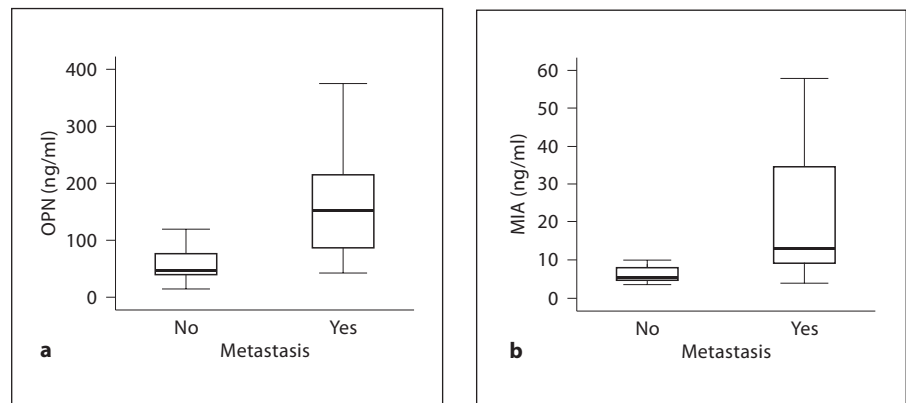 400
300
200
100
0
OPN (ng/ml)
No Yes
Metastasis
a
60
50
40
30
20
10
0
MIA (ng/ml)
No Yes
Metastasis
b